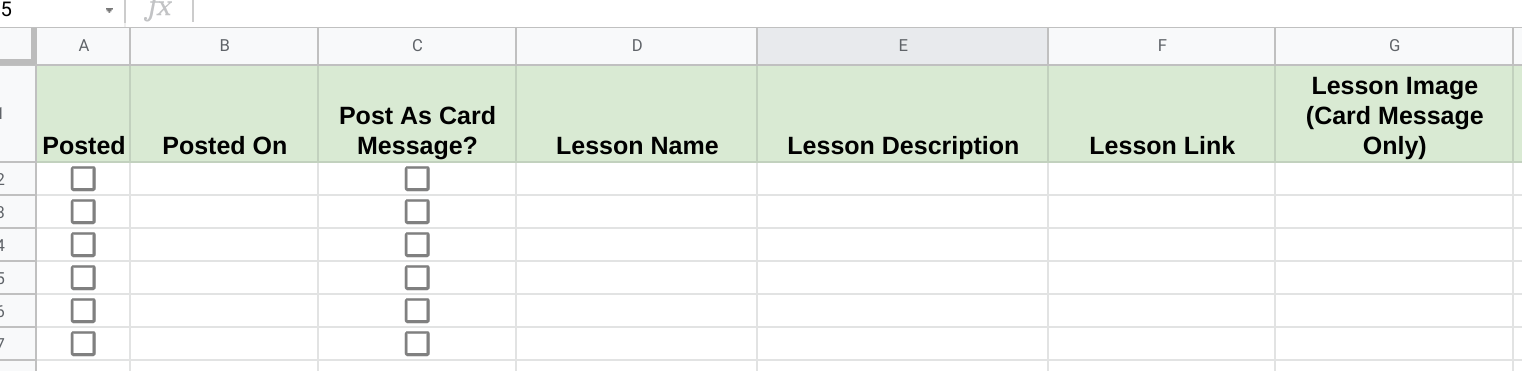 5 fx
A B C D E F G
1 Posted Posted On Post As Card Message? Lesson Name Lesson Description Lesson Link Lesson Image (Card Message Only)
2
3
4
5
6
7